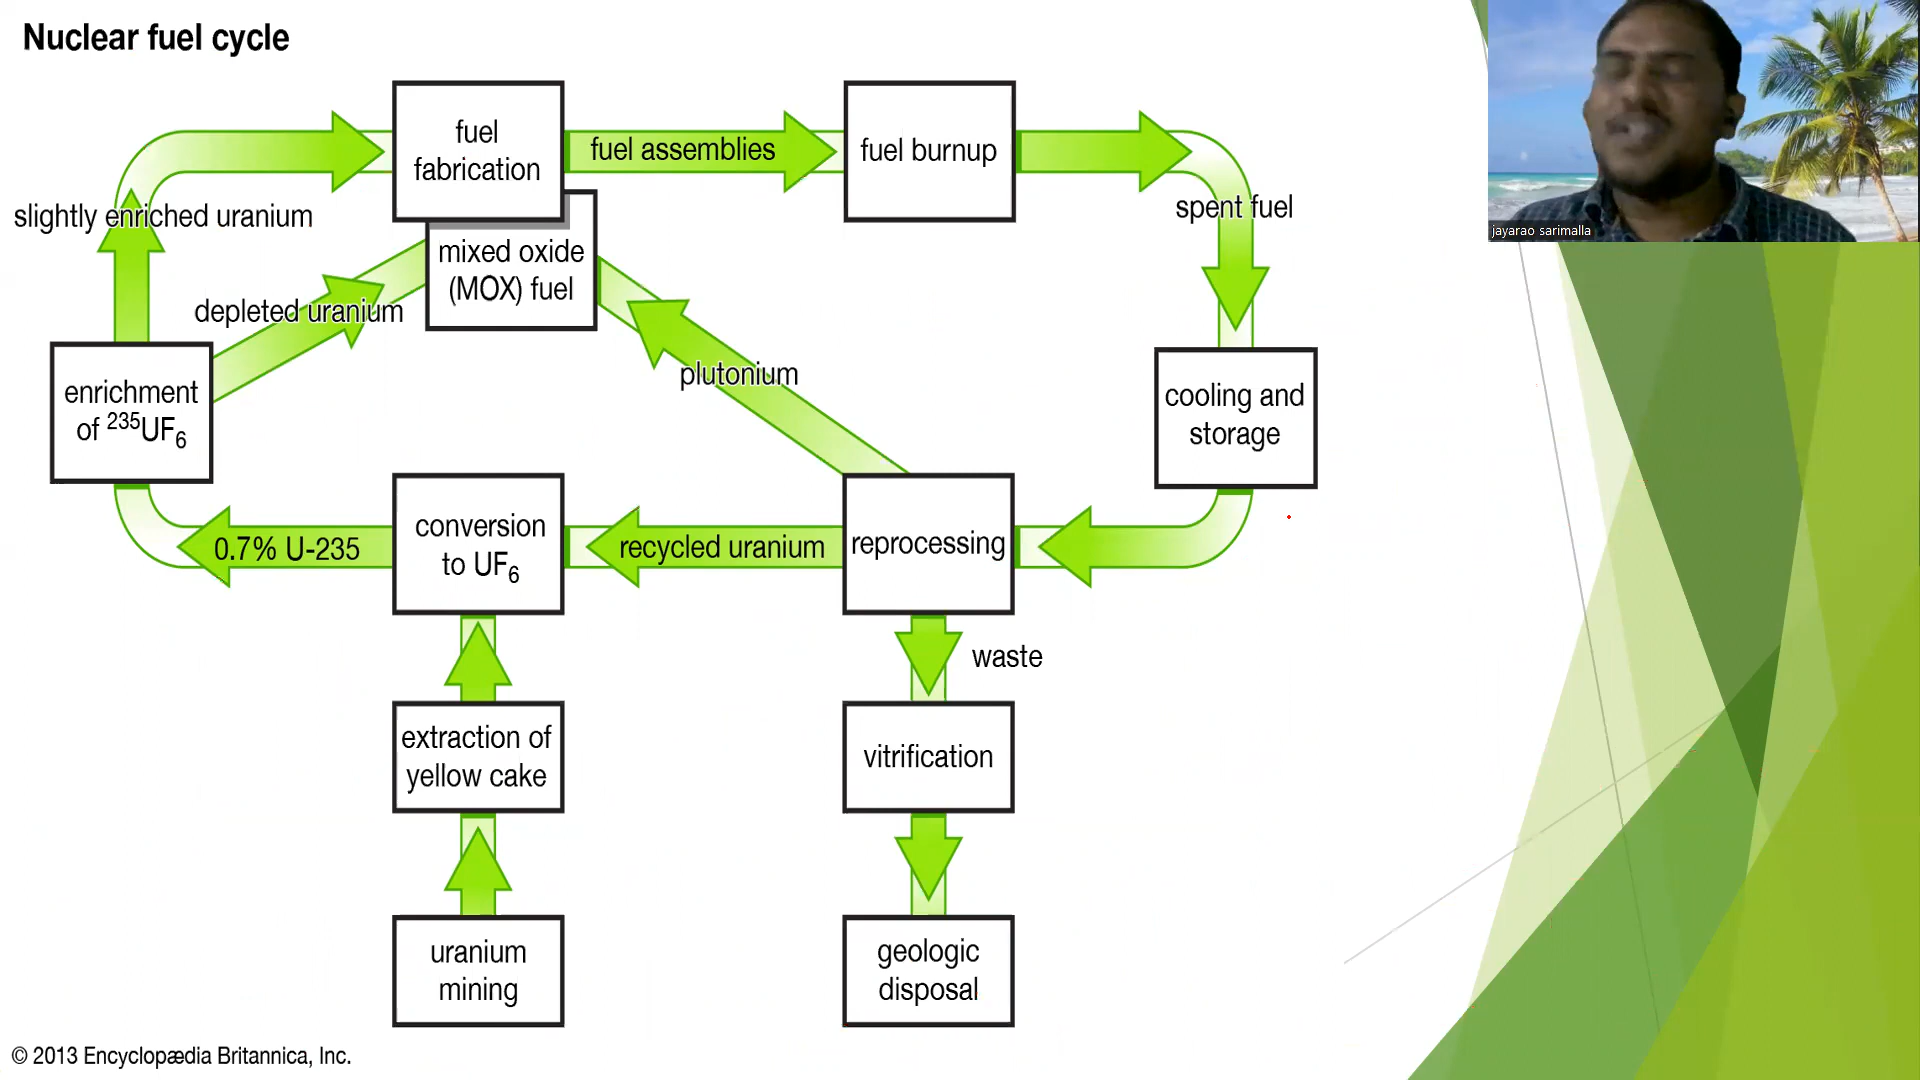 Nuclear fuel cycle
fuel
fabrication
fuel assemblies
fuel burnup
slightly enriched uranium
spent fuel
mixed oxide
(MOX) fuel
depleted uranium
plutonium
enrichment
of ²³⁵UF₆
cooling and
storage
0.7% U-235
conversion
to UF₆
recycled uranium
reprocessing
waste
extraction of
yellow cake
vitrification
uranium
mining
geologic
disposal
© 2013 Encyclopædia Britannica, Inc.
jayarao sarimalla